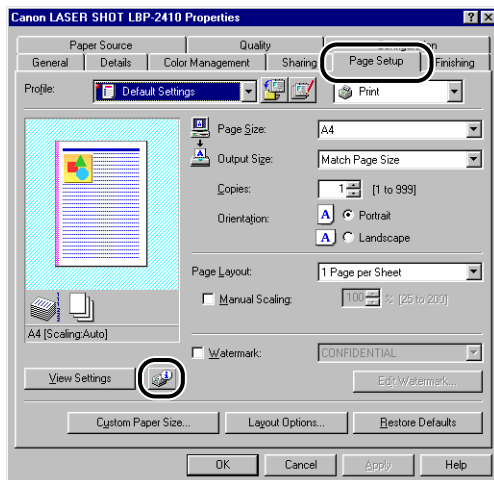 Canon LASER SHOT LBP-2410 Properties
Paper Source Quality Configuration
General Details Color Management Sharing Page Setup Finishing
Profile: Default Settings Print
Page Size: A4
Output Size: Match Page Size
Copies: 1 [1 to 999]
Orientation: A Portrait
A Landscape
Page Layout: 1 Page per Sheet
Manual Scaling: 100 % [25 to 200]
A4 [Scaling:Auto]
Watermark: CONFIDENTIAL
View Settings Edit Watermark...
Custom Paper Size... Layout Options... Restore Defaults
OK Cancel Apply Help